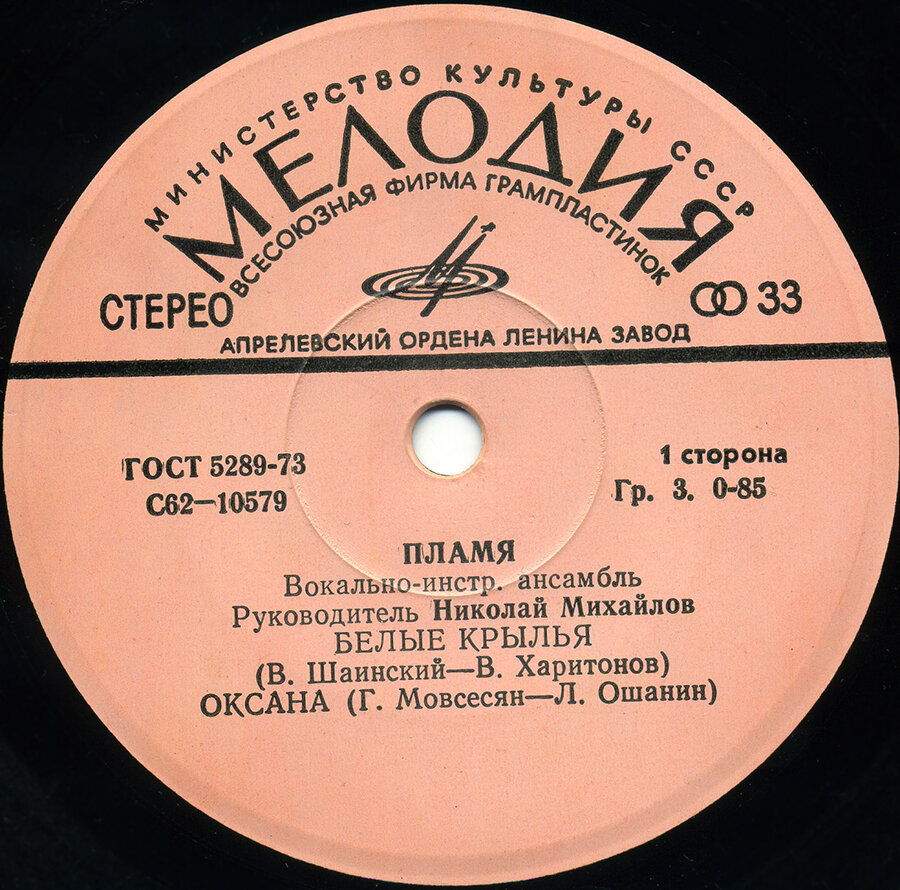 МИНИСТЕРСТВО КУЛЬТУРЫ СССР
МЕЛОДИЯ
ВСЕСОЮЗНАЯ ФИРМА ГРАМПЛАСТИНОК
СТЕРЕО
33
АПРЕЛЕВСКИЙ ОРДЕНА ЛЕНИНА ЗАВОД
ГОСТ 5289-73
С62—10579
1 сторона
Гр. 3. 0-85
ПЛАМЯ
Вокально-инстр. ансамбль
Руководитель Николай Михайлов
БЕЛЫЕ КРЫЛЬЯ
(В. Шаинский—В. Харитонов)
ОКСАНА (Г. Мовсесян—Л. Ошанин)